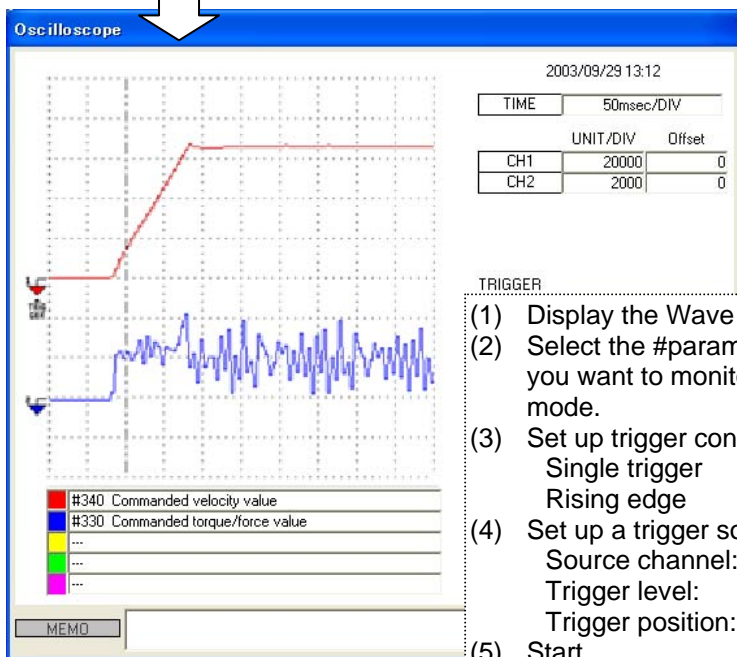 Oscilloscope
2003/09/29 13:12
TIME 50msec/DIV
UNIT/DIV Offset
CH1 20000 0
CH2 2000 0
TRIGGER
(1) Display the Wave
(2) Select the #param
you want to monit
mode.
(3) Set up trigger con
Single trigger
Rising edge
(4) Set up a trigger so
Source channel:
Trigger level:
Trigger position:
(5) Start
#340 Commanded velocity value
#330 Commanded torque/force value
---
---
---
MEMO